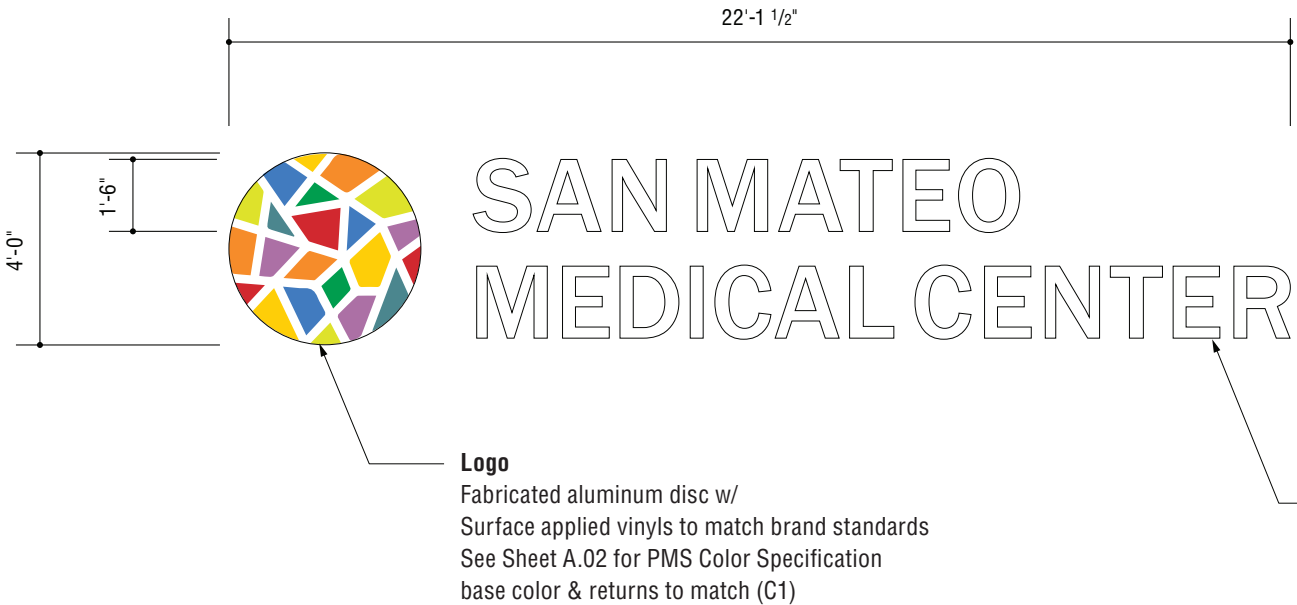 22'-1 1/2"
1'-6"
4'-0"
SAN MATEO
MEDICAL CENTER
Logo
Fabricated aluminum disc w/
Surface applied vinyls to match brand standards
See Sheet A.02 for PMS Color Specification
base color & returns to match (C1)